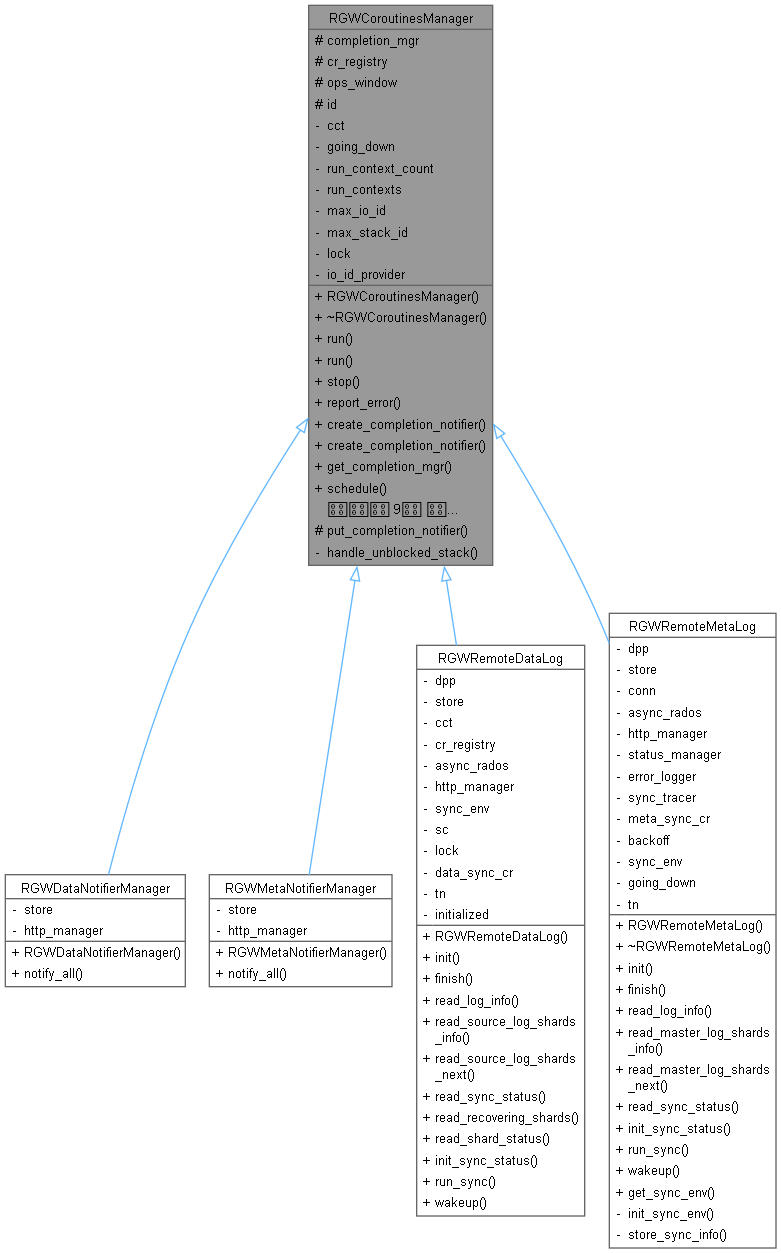 RGWCoroutinesManager
# completion_mgr
# cr_registry
# ops_window
# id
- cct
- going_down
- run_context_count
- run_contexts
- max_io_id
- max_stack_id
- lock
- io_id_provider
+ RGWCoroutinesManager()
+ ~RGWCoroutinesManager()
+ run()
+ run()
+ stop()
+ report_error()
+ create_completion_notifier()
+ create_completion_notifier()
+ get_completion_mgr()
+ schedule()
9
...
# put_completion_notifier()
- handle_unblocked_stack()
RGWDataNotifierManager
- store
- http_manager
+ RGWDataNotifierManager()
+ notify_all()
RGWMetaNotifierManager
- store
- http_manager
+ RGWMetaNotifierManager()
+ notify_all()
RGWRemoteDataLog
- dpp
- store
- cct
- cr_registry
- async_rados
- http_manager
- sync_env
- sc
- lock
- data_sync_cr
- tn
- initialized
+ RGWRemoteDataLog()
+ init()
+ finish()
+ read_log_info()
+ read_source_log_shards
_info()
+ read_source_log_shards
_next()
+ read_sync_status()
+ read_recovering_shards()
+ read_shard_status()
+ init_sync_status()
+ run_sync()
+ wakeup()
RGWRemoteMetaLog
- dpp
- store
- conn
- async_rados
- http_manager
- status_manager
- error_logger
- sync_tracer
- meta_sync_cr
- backoff
- sync_env
- going_down
- tn
+ RGWRemoteMetaLog()
+ ~RGWRemoteMetaLog()
+ init()
+ finish()
+ read_log_info()
+ read_master_log_shards
_info()
+ read_master_log_shards
_next()
+ read_sync_status()
+ init_sync_status()
+ run_sync()
+ wakeup()
+ get_sync_env()
- init_sync_env()
- store_sync_info()